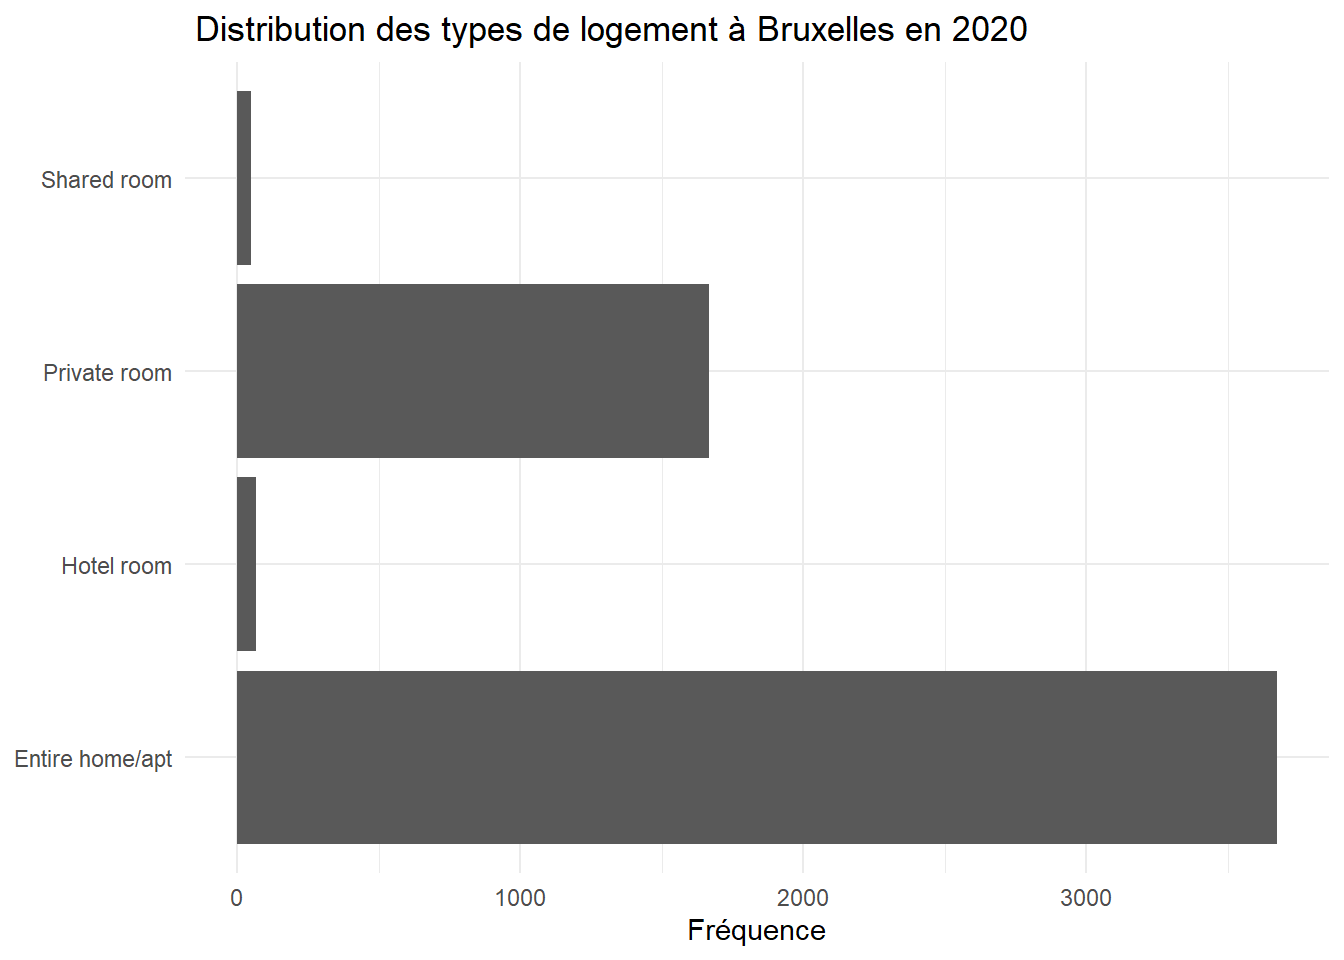 Distribution des types de logement à Bruxelles en 2020
Shared room
Private room
Hotel room
Entire home/apt
0 1000 2000 3000
Fréquence